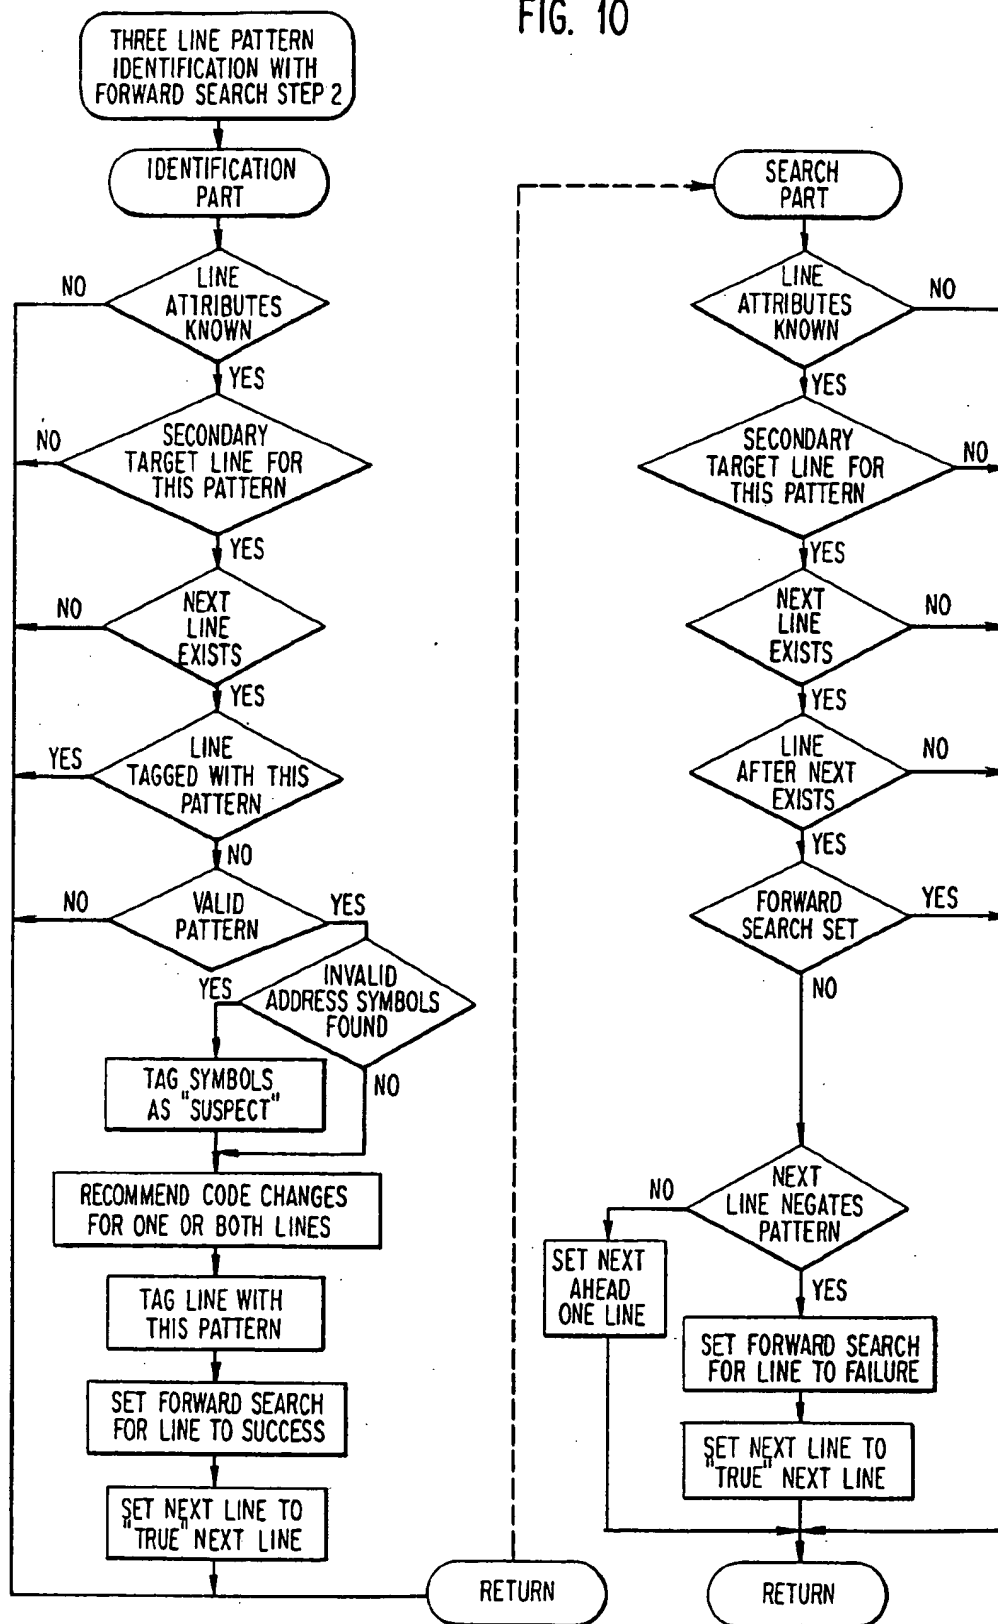 FIG. 10
THREE LINE PATTERN
IDENTIFICATION WITH
FORWARD SEARCH STEP 2
IDENTIFICATION
PART
LINE
ATTRIBUTES
KNOWN
NO
YES
SECONDARY
TARGET LINE FOR
THIS PATTERN
NO
YES
NEXT
LINE
EXISTS
NO
YES
LINE
TAGGED WITH THIS
PATTERN
YES
NO
VALID
PATTERN
NO
YES
INVALID
ADDRESS SYMBOLS
FOUND
YES
NO
TAG SYMBOLS
AS "SUSPECT"
RECOMMEND CODE CHANGES
FOR ONE OR BOTH LINES
TAG LINE WITH
THIS PATTERN
SET FORWARD SEARCH
FOR LINE TO SUCCESS
SET NEXT LINE TO
"TRUE" NEXT LINE
RETURN
SEARCH
PART
LINE
ATTRIBUTES
KNOWN
NO
YES
SECONDARY
TARGET LINE FOR
THIS PATTERN
NO
YES
NEXT
LINE
EXISTS
NO
YES
LINE
AFTER NEXT
EXISTS
NO
YES
FORWARD
SEARCH SET
YES
NO
NEXT
LINE NEGATES
PATTERN
NO
YES
SET NEXT
AHEAD
ONE LINE
SET FORWARD SEARCH
FOR LINE TO FAILURE
SET NEXT LINE TO
"TRUE" NEXT LINE
RETURN